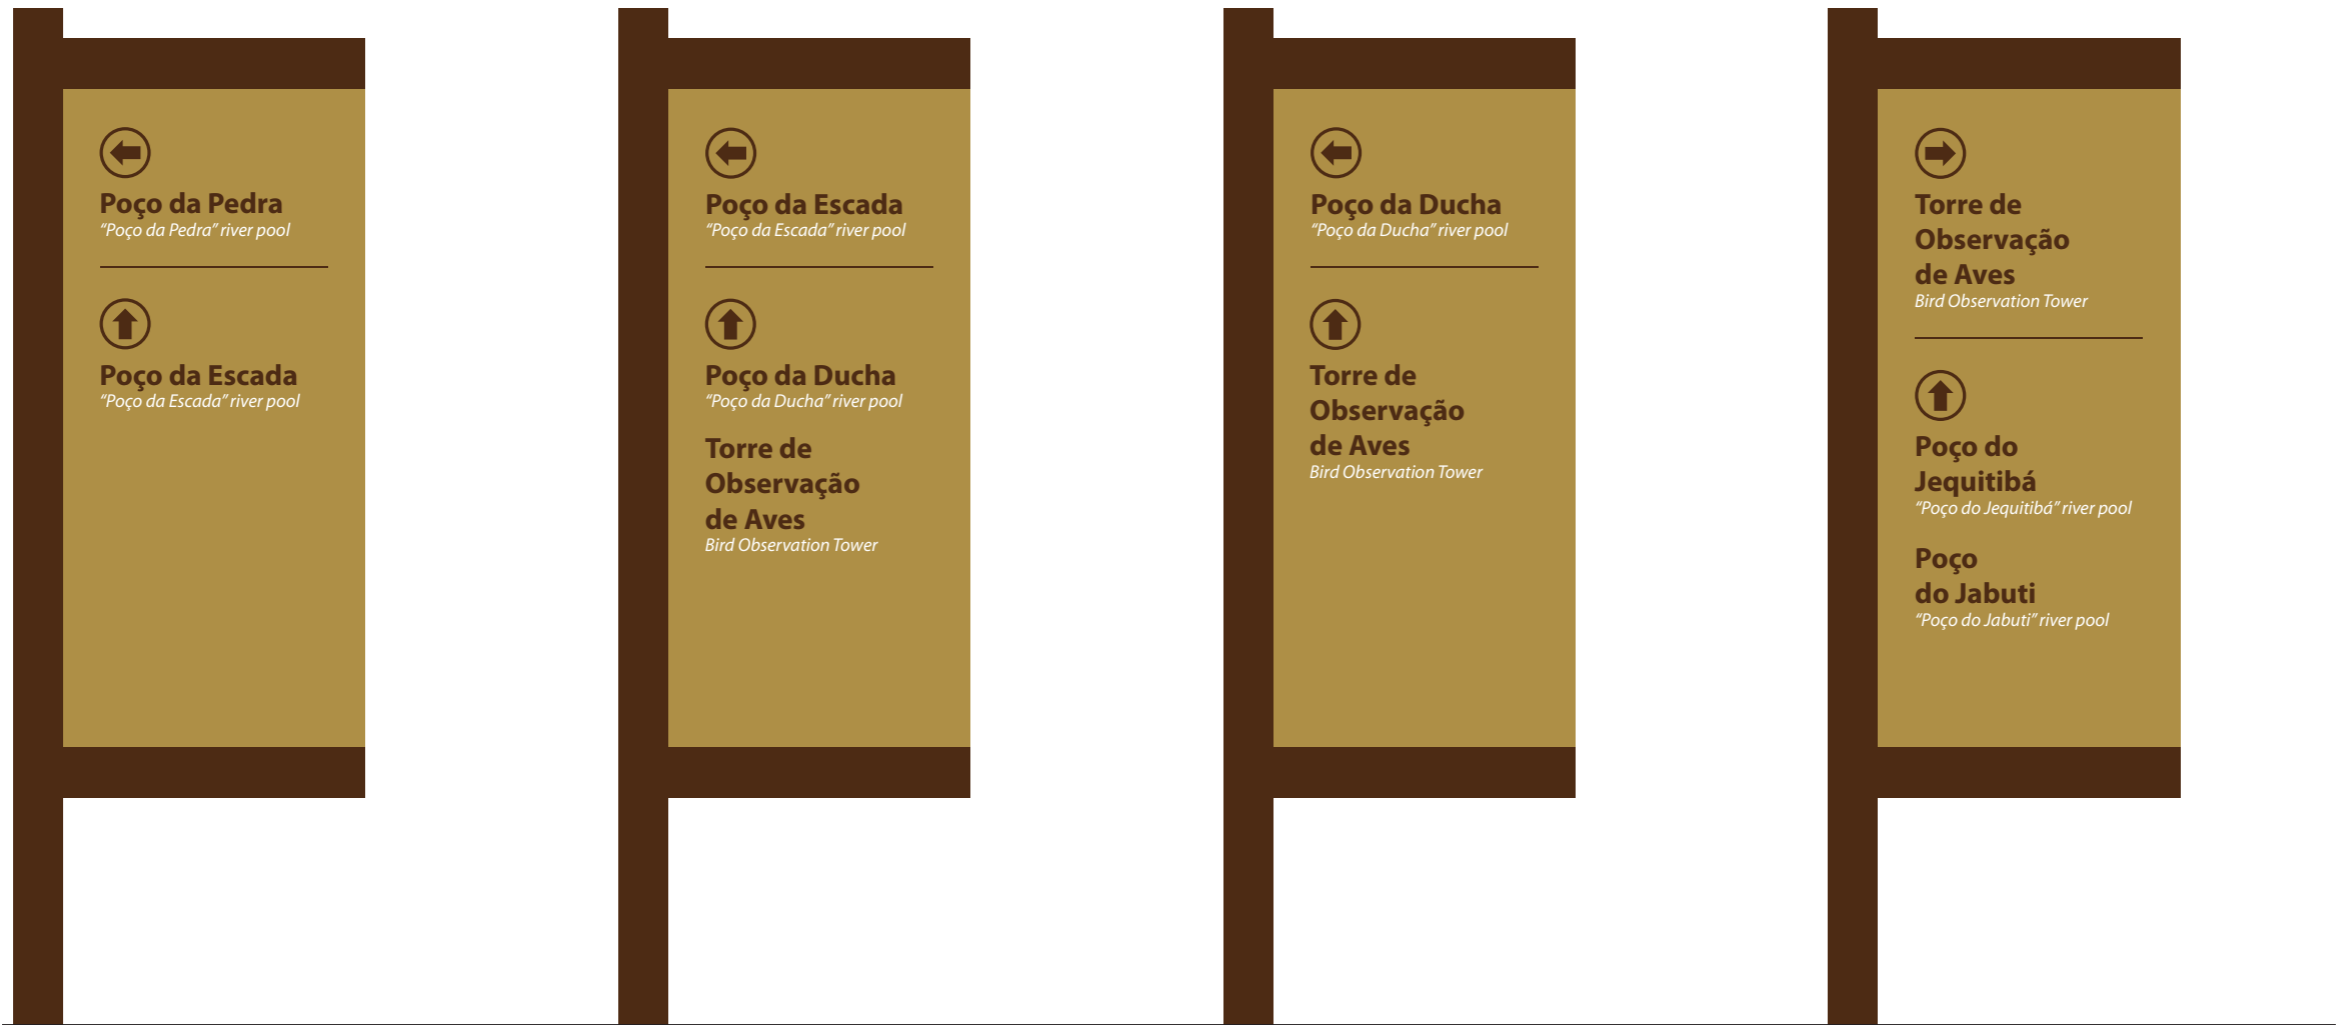 Poço da Pedra
“Poço da Pedra” river pool
Poço da Escada
“Poço da Escada” river pool
Poço da Escada
“Poço da Escada” river pool
Poço da Ducha
“Poço da Ducha” river pool
Torre de
Observação
de Aves
Bird Observation Tower
Poço da Ducha
“Poço da Ducha” river pool
Torre de
Observação
de Aves
Bird Observation Tower
Torre de
Observação
de Aves
Bird Observation Tower
Poço do
Jequitibá
“Poço do Jequitibá” river pool
Poço
do Jabuti
“Poço do Jabuti” river pool